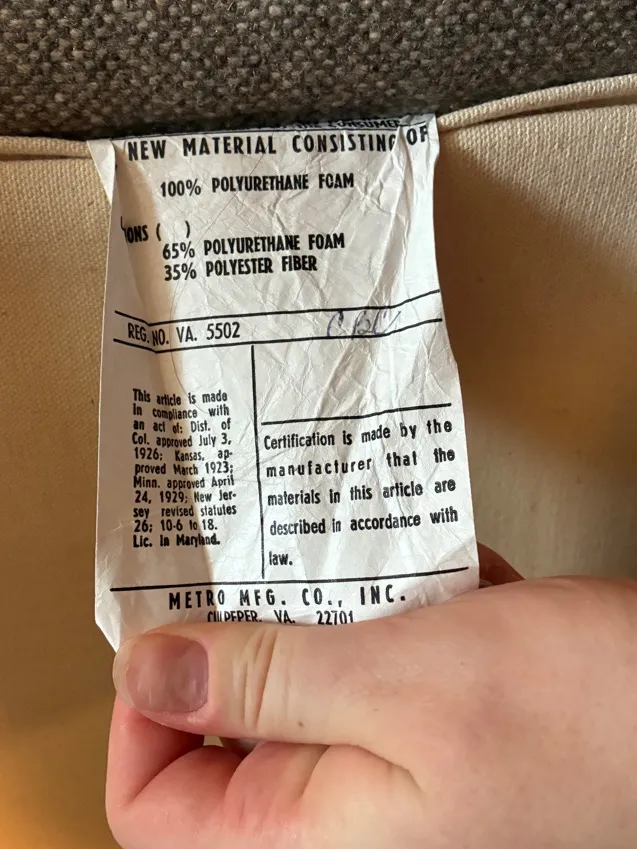 THE CONSUMER
NEW MATERIAL CONSISTING OF
100% POLYURETHANE FOAM
IONS ( )
65% POLYURETHANE FOAM
35% POLYESTER FIBER
REG. NO. VA. 5502
This article is made
in compliance with
an act of: Dist. of
Col. approved July 3,
1926; Kansas, ap-
proved March 1923;
Minn. approved April
24, 1929; New Jer-
sey revised statutes
26: 10-6 to 18.
Lic. in Maryland.
Certification is made by the
manufacturer that the
materials in this article are
described in accordance with
law.
METRO MFG. CO., INC.
CULPEPER, VA. 22701